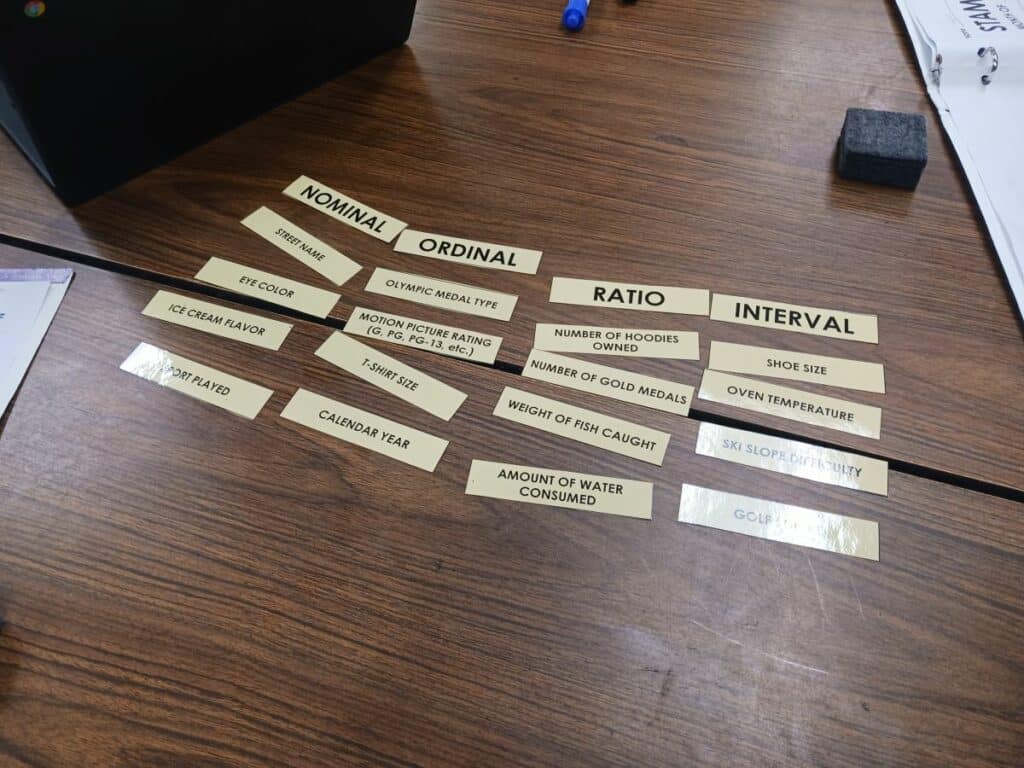 NOMINAL
STREET NAME
EYE COLOR
ICE CREAM FLAVOR
SPORT PLAYED
ORDINAL
OLYMPIC MEDAL TYPE
MOTION PICTURE RATING
(G, PG, PG-13, etc.)
T-SHIRT SIZE
CALENDAR YEAR
RATIO
NUMBER OF HOODIES
OWNED
NUMBER OF GOLD MEDALS
WEIGHT OF FISH CAUGHT
AMOUNT OF WATER
CONSUMED
INTERVAL
SHOE SIZE
OVEN TEMPERATURE
SKI SLOPE DIFFICULTY
GOLF